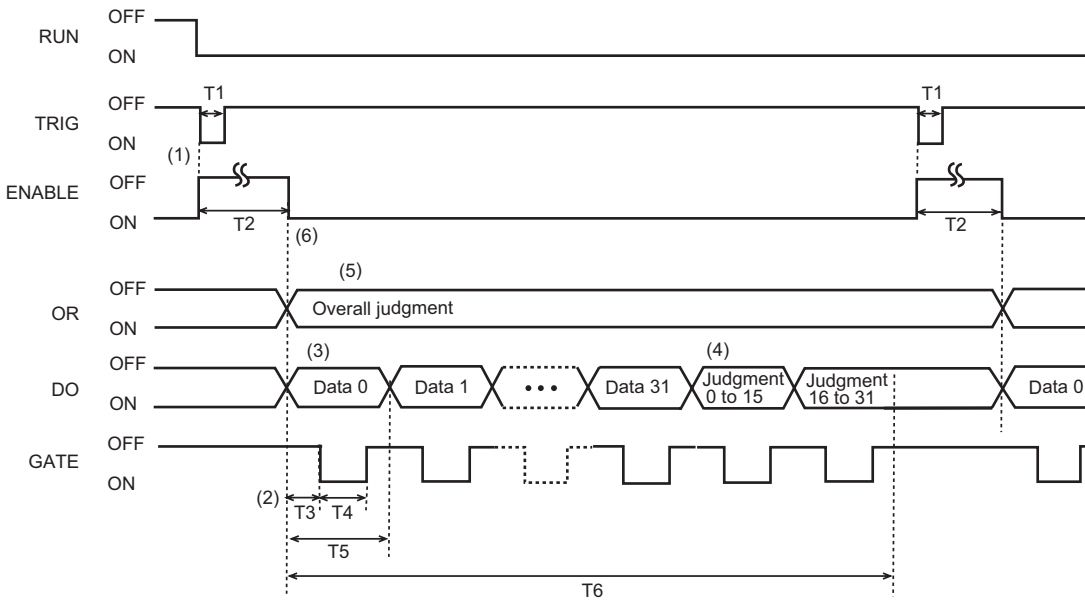 OFF
RUN
ON
T1
T1
OFF
TRIG
ON
(1)
OFF
ENABLE
ON
T2
T2
(6)
(5)
OFF
Overall judgment
OR
ON
(3)
(4)
OFF
DO
Data 0
Data 1
•••
Data 31
Judgment
0 to 15
Judgment
16 to 31
Data 0
ON
OFF
GATE
ON
(2)
T3
T4
T5
T6